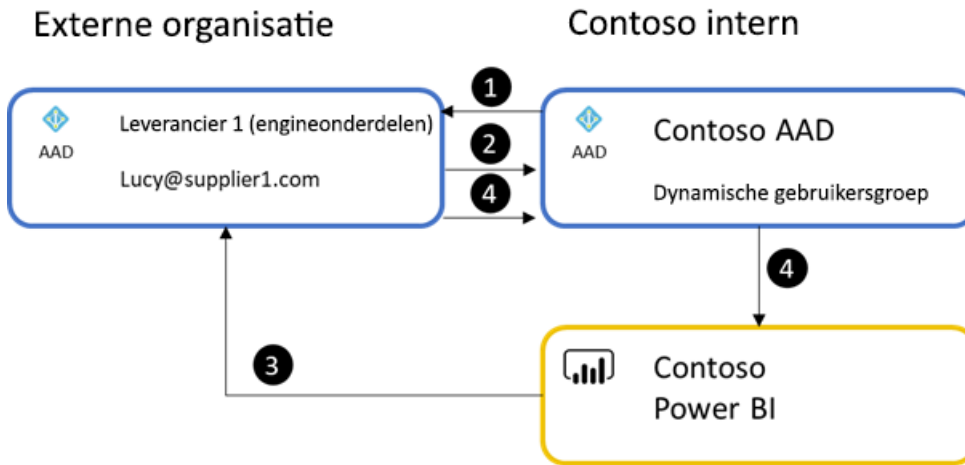 Externe organisatie
Contoso intern
AAD
Leverancier 1 (engineonderdelen)
Lucy@supplier1.com
1
2
4
AAD
Contoso AAD
Dynamische gebruikersgroep
4
3
Contoso
Power BI